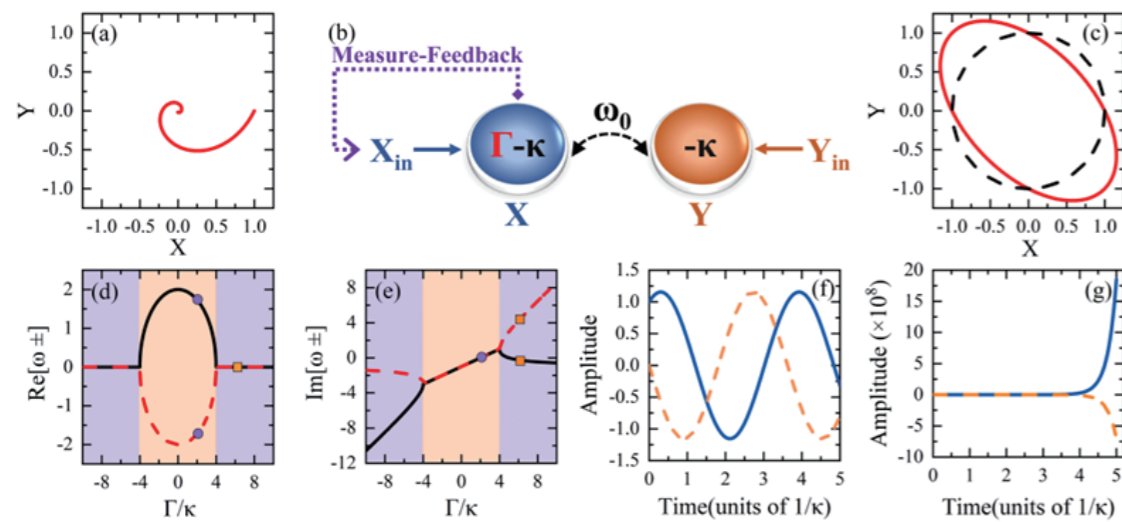 (a)
1.0
0.5
0.0
-0.5
-1.0
Y
-1.0 -0.5 0.0 0.5 1.0
X
(b)
Measure-Feedback
X_in
Γ-κ
X
ω₀
-κ
Y
Y_in
(c)
1.0
0.5
0.0
-0.5
-1.0
Y
-1.0 -0.5 0.0 0.5 1.0
X
(d)
2
1
0
-1
-2
Re[ω ±]
-8 -4 0 4 8
Γ/κ
(e)
8
4
0
-4
-8
-12
Im[ω ±]
-8 -4 0 4 8
Γ/κ
(f)
1.5
1.0
0.5
0.0
-0.5
-1.0
-1.5
Amplitude
0 1 2 3 4 5
Time(units of 1/κ)
(g)
20
15
10
5
0
-5
-10
Amplitude (×10⁸)
0 1 2 3 4 5
Time(units of 1/κ)